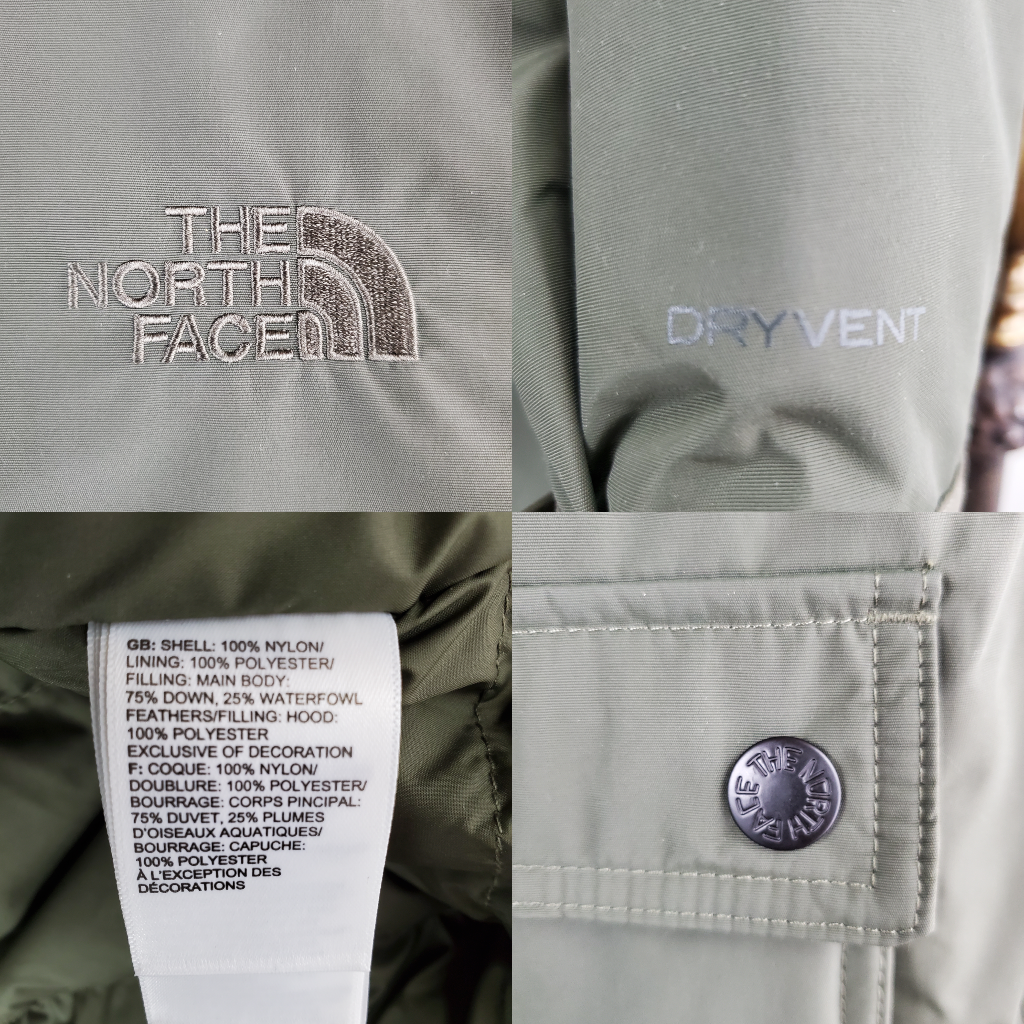 THE
NORTH
FACE
DRYVENT
GB: SHELL: 100% NYLON/
LINING: 100% POLYESTER/
FILLING: MAIN BODY:
75% DOWN, 25% WATERFOWL
FEATHERS/FILLING: HOOD:
100% POLYESTER
EXCLUSIVE OF DECORATION
F: COQUE: 100% NYLON/
DOUBLURE: 100% POLYESTER/
BOURRAGE: CORPS PINCIPAL:
75% DUVET, 25% PLUMES
D'OISEAUX AQUATIQUES/
BOURRAGE: CAPUCHE:
100% POLYESTER
À L'EXCEPTION DES
DÉCORATIONS
THE NORTH FACE